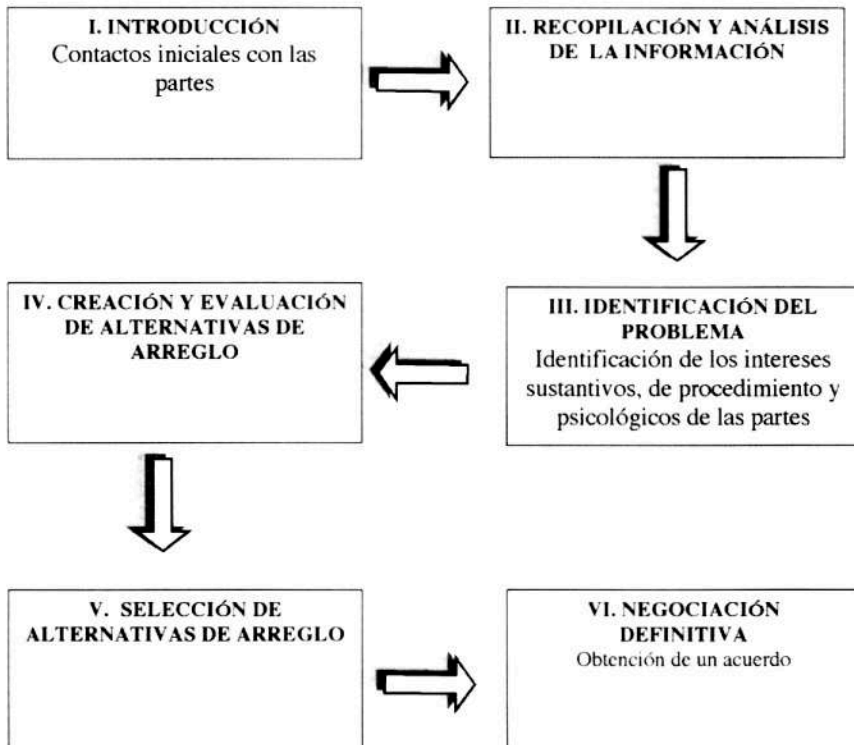 I. INTRODUCCIÓN
Contactos iniciales con las
partes
II. RECOPILACIÓN Y ANÁLISIS
DE LA INFORMACIÓN
III. IDENTIFICACIÓN DEL
PROBLEMA
Identificación de los intereses
sustantivos, de procedimiento y
psicológicos de las partes
IV. CREACIÓN Y EVALUACIÓN
DE ALTERNATIVAS DE
ARREGLO
V. SELECCIÓN DE
ALTERNATIVAS DE ARREGLO
VI. NEGOCIACIÓN
DEFINITIVA
Obtención de un acuerdo